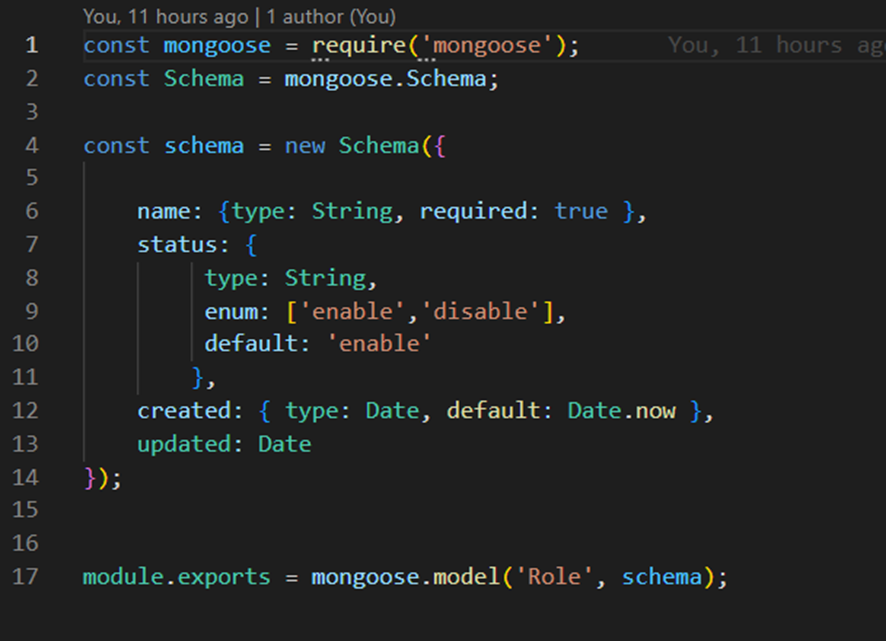 You, 11 hours ago | 1 author (You)
1 const mongoose = require('mongoose'); You, 11 hours ag
2 const Schema = mongoose.Schema;
3
4 const schema = new Schema({
5
6 name: {type: String, required: true },
7 status: {
8 type: String,
9 enum: ['enable','disable'],
10 default: 'enable'
11 },
12 created: { type: Date, default: Date.now },
13 updated: Date
14 });
15
16
17 module.exports = mongoose.model('Role', schema);